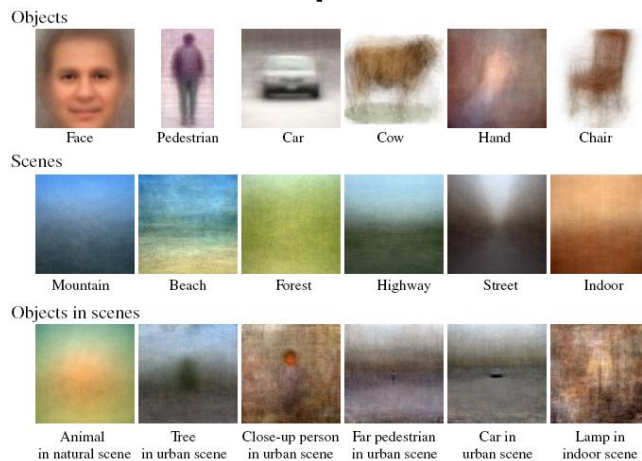 Objects
Face Pedestrian Car Cow Hand Chair
Scenes
Mountain Beach Forest Highway Street Indoor
Objects in scenes
Animal Tree Close-up person Far pedestrian Car in Lamp in
in natural scene in urban scene in urban scene in urban scene urban scene indoor scene